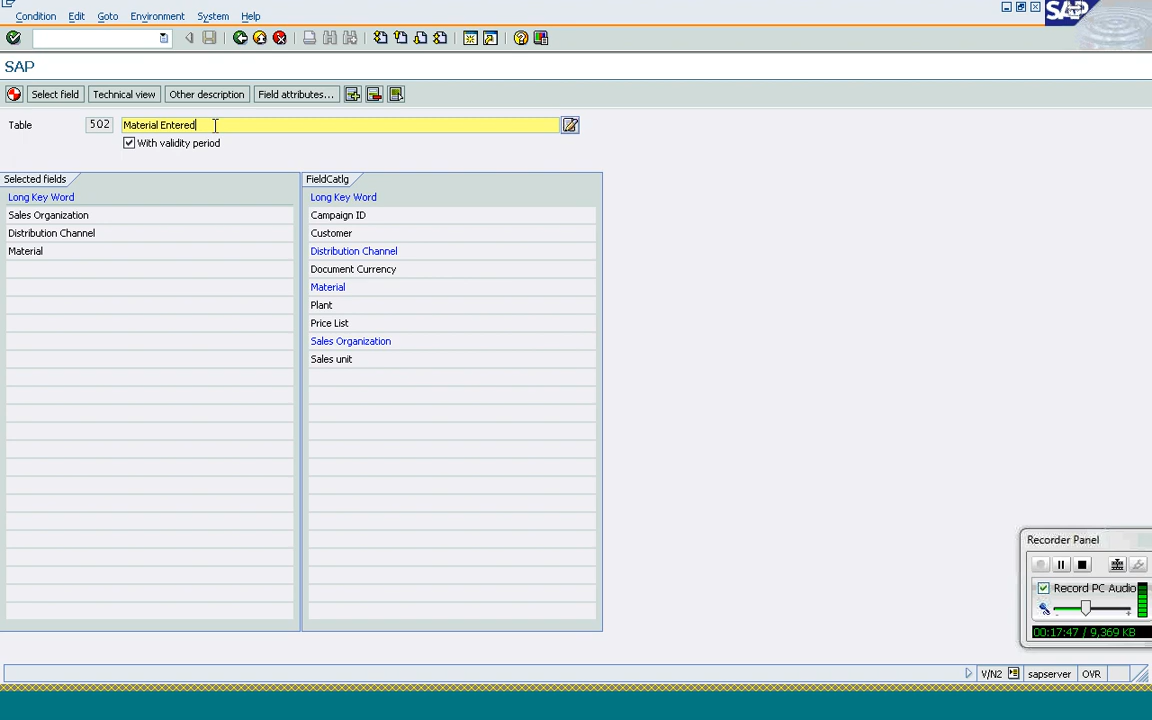 Condition Edit Goto Environment System Help
SAP
SAP
Select field Technical view Other description Field attributes...
Table 502 Material Entered
With validity period
Selected fields FieldCatlg
Long Key Word Long Key Word
Sales Organization Campaign ID
Distribution Channel Customer
Material Distribution Channel
Document Currency
Material
Plant
Price List
Sales Organization
Sales unit
Recorder Panel
Record PC Audio
00:17:47 / 9,369 KB
V/N2 sapserver OVR